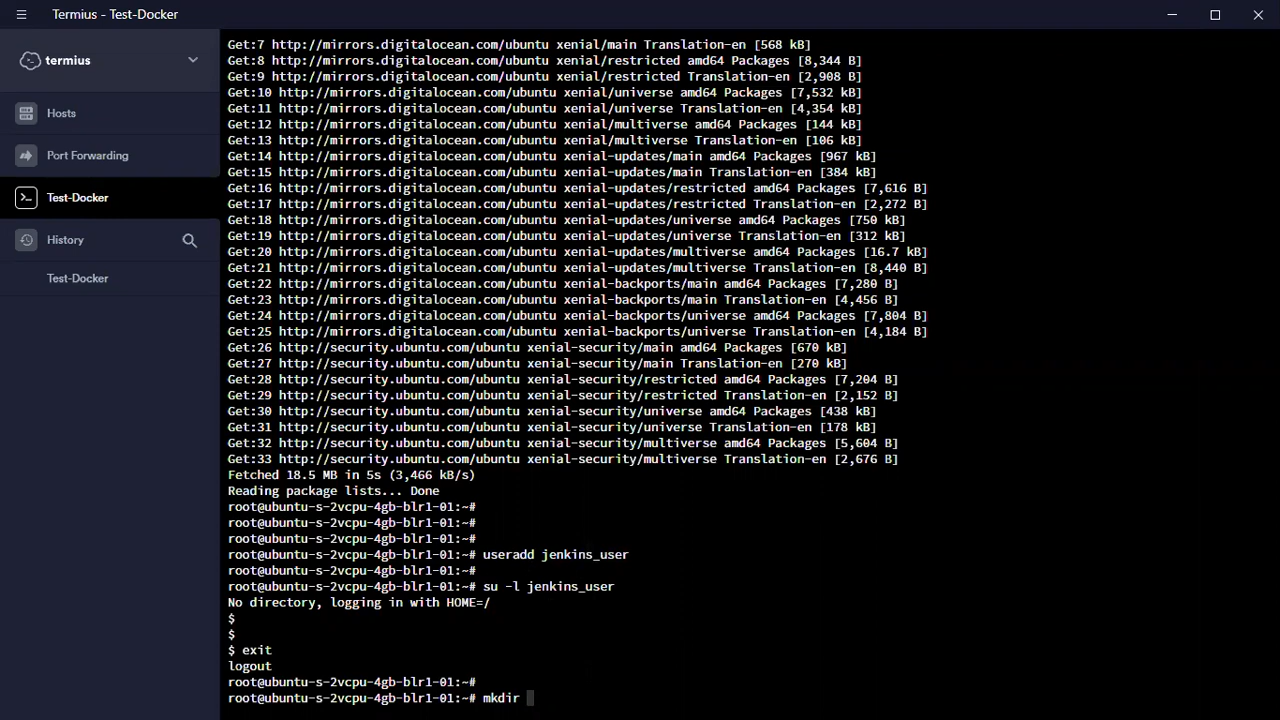 Termius - Test-Docker
termius
Hosts
Port Forwarding
Test-Docker
History
Test-Docker
Get:7 http://mirrors.digitalocean.com/ubuntu xenial/main Translation-en [568 kB]
Get:8 http://mirrors.digitalocean.com/ubuntu xenial/restricted amd64 Packages [8,344 B]
Get:9 http://mirrors.digitalocean.com/ubuntu xenial/restricted Translation-en [2,908 B]
Get:10 http://mirrors.digitalocean.com/ubuntu xenial/universe amd64 Packages [7,532 kB]
Get:11 http://mirrors.digitalocean.com/ubuntu xenial/universe Translation-en [4,354 kB]
Get:12 http://mirrors.digitalocean.com/ubuntu xenial/multiverse amd64 Packages [144 kB]
Get:13 http://mirrors.digitalocean.com/ubuntu xenial/multiverse Translation-en [106 kB]
Get:14 http://mirrors.digitalocean.com/ubuntu xenial-updates/main amd64 Packages [967 kB]
Get:15 http://mirrors.digitalocean.com/ubuntu xenial-updates/main Translation-en [384 kB]
Get:16 http://mirrors.digitalocean.com/ubuntu xenial-updates/restricted amd64 Packages [7,616 B]
Get:17 http://mirrors.digitalocean.com/ubuntu xenial-updates/restricted Translation-en [2,272 B]
Get:18 http://mirrors.digitalocean.com/ubuntu xenial-updates/universe amd64 Packages [750 kB]
Get:19 http://mirrors.digitalocean.com/ubuntu xenial-updates/universe Translation-en [312 kB]
Get:20 http://mirrors.digitalocean.com/ubuntu xenial-updates/multiverse amd64 Packages [16.7 kB]
Get:21 http://mirrors.digitalocean.com/ubuntu xenial-updates/multiverse Translation-en [8,440 B]
Get:22 http://mirrors.digitalocean.com/ubuntu xenial-backports/main amd64 Packages [7,280 B]
Get:23 http://mirrors.digitalocean.com/ubuntu xenial-backports/main Translation-en [4,456 B]
Get:24 http://mirrors.digitalocean.com/ubuntu xenial-backports/universe amd64 Packages [7,804 B]
Get:25 http://mirrors.digitalocean.com/ubuntu xenial-backports/universe Translation-en [4,184 B]
Get:26 http://security.ubuntu.com/ubuntu xenial-security/main amd64 Packages [670 kB]
Get:27 http://security.ubuntu.com/ubuntu xenial-security/main Translation-en [270 kB]
Get:28 http://security.ubuntu.com/ubuntu xenial-security/restricted amd64 Packages [7,204 B]
Get:29 http://security.ubuntu.com/ubuntu xenial-security/restricted Translation-en [2,152 B]
Get:30 http://security.ubuntu.com/ubuntu xenial-security/universe amd64 Packages [438 kB]
Get:31 http://security.ubuntu.com/ubuntu xenial-security/universe Translation-en [178 kB]
Get:32 http://security.ubuntu.com/ubuntu xenial-security/multiverse amd64 Packages [5,604 B]
Get:33 http://security.ubuntu.com/ubuntu xenial-security/multiverse Translation-en [2,676 B]
Fetched 18.5 MB in 5s (3,466 kB/s)
Reading package lists... Done
root@ubuntu-s-2vcpu-4gb-blr1-01:~#
root@ubuntu-s-2vcpu-4gb-blr1-01:~#
root@ubuntu-s-2vcpu-4gb-blr1-01:~#
root@ubuntu-s-2vcpu-4gb-blr1-01:~# useradd jenkins_user
root@ubuntu-s-2vcpu-4gb-blr1-01:~#
root@ubuntu-s-2vcpu-4gb-blr1-01:~# su -l jenkins_user
No directory, logging in with HOME=/
$
$
$ exit
logout
root@ubuntu-s-2vcpu-4gb-blr1-01:~#
root@ubuntu-s-2vcpu-4gb-blr1-01:~# mkdir